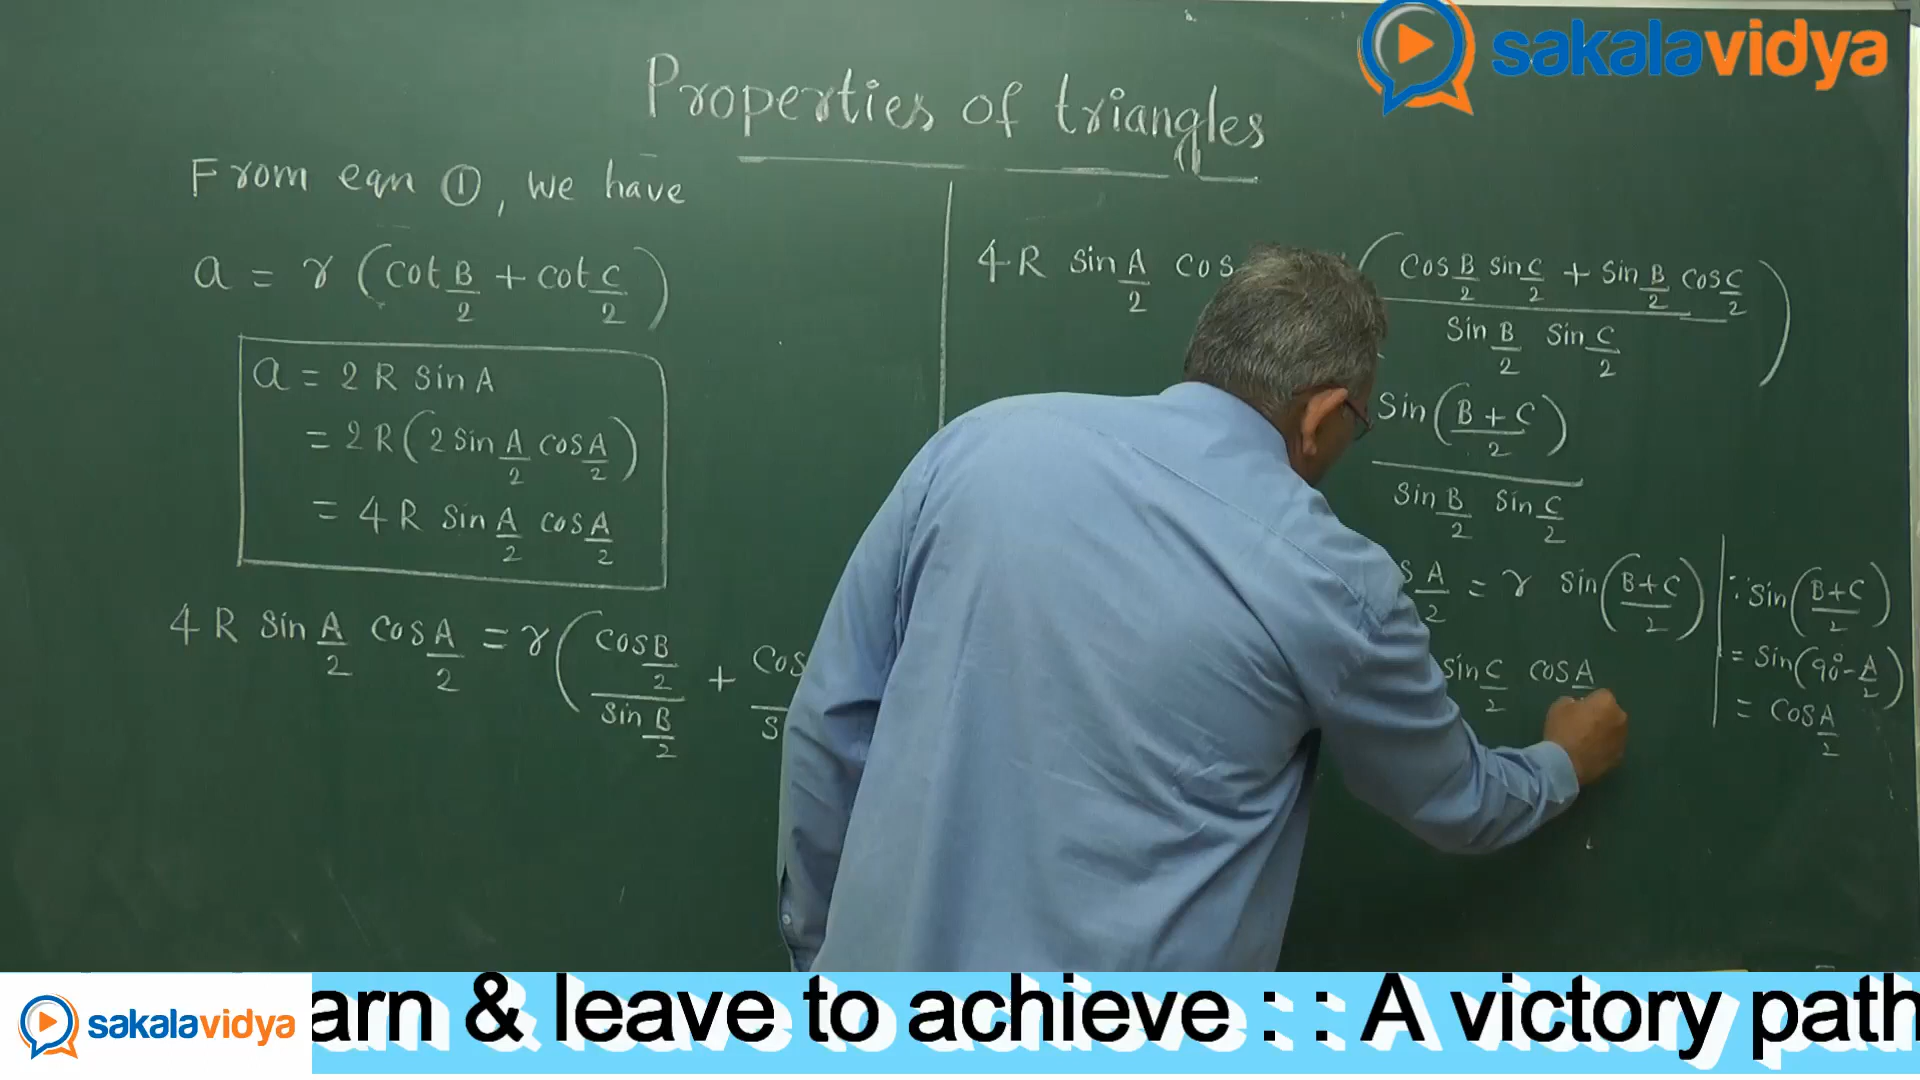 sakalavidya
Properties of triangles
From eqn ①, we have
a = r (cot B/2 + cot C/2)
a = 2 R sin A
= 2 R (2 sin A/2 cos A/2)
= 4 R sin A/2 cos A/2
4 R sin A/2 cos A/2 = r ( cos B/2 / sin B/2 + cos
4 R sin A/2 cos ( cos B/2 sin C/2 + sin B/2 cos C/2 / sin B/2 sin C/2 )
sin (B + C / 2)
sin B/2 sin C/2
A/2 = r sin (B+C / 2)
sin C/2 cos A/2
∵ sin (B+C / 2)
= sin (90° - A/2)
= cos A/2
sakalavidya
arn & leave to achieve : : A victory path